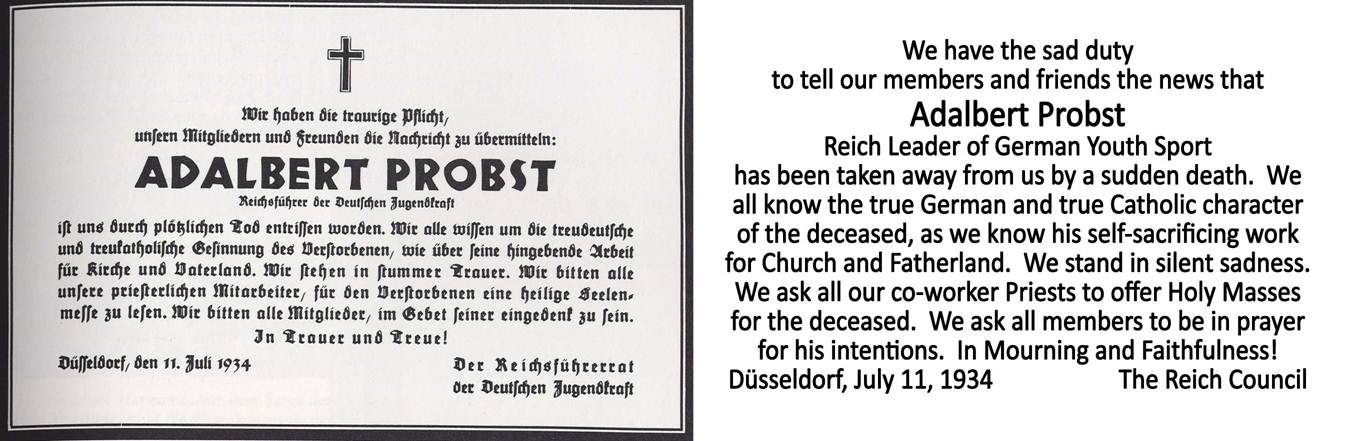 Wir haben die traurige Pflicht,
unsern Mitgliedern und Freunden die Nachricht zu übermitteln:
ADALBERT PROBST
Reichsführer der Deutschen Jugendkraft
ist uns durch plötzlichen Tod entrissen worden. Wir alle wissen um die treudeutsche
und treukatholische Gesinnung des Verstorbenen, wie über seine hingebende Arbeit
für Kirche und Vaterland. Wir stehen in stummer Trauer. Wir bitten alle
unsere priesterlichen Mitarbeiter, für den Verstorbenen eine heilige Seelen-
messe zu lesen. Wir bitten alle Mitglieder, im Gebet seiner eingedenk zu sein.
In Trauer und Treue!
Düsseldorf, den 11. Juli 1934 Der Reichsführerrat
der Deutschen Jugendkraft
We have the sad duty
to tell our members and friends the news that
Adalbert Probst
Reich Leader of German Youth Sport
has been taken away from us by a sudden death. We
all know the true German and true Catholic character
of the deceased, as we know his self-sacrificing work
for Church and Fatherland. We stand in silent sadness.
We ask all our co-worker Priests to offer Holy Masses
for the deceased. We ask all members to be in prayer
for his intentions. In Mourning and Faithfulness!
Düsseldorf, July 11, 1934 The Reich Council